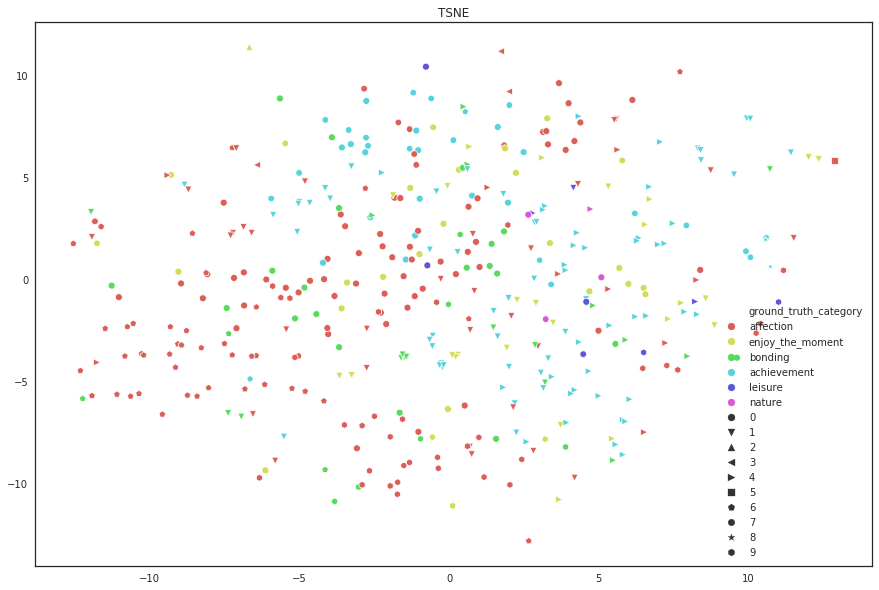 TSNE
10
5
0
−5
−10
ground_truth_category
affection
enjoy_the_moment
bonding
achievement
leisure
nature
0
1
2
3
4
5
6
7
8
9
−10
−5
0
5
10